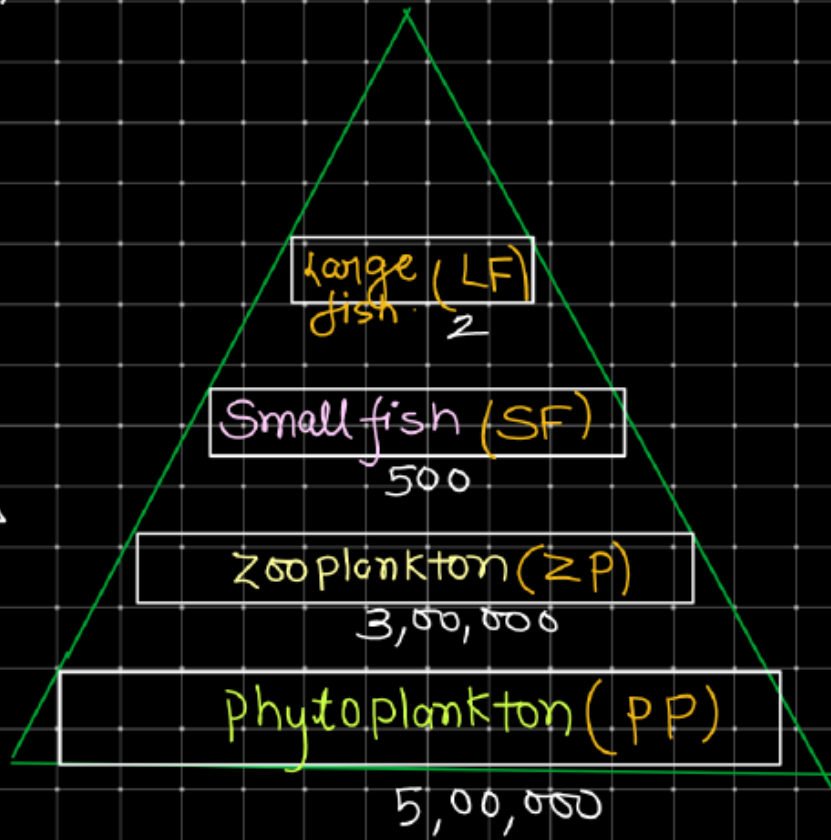 Large (LF)
fish.
2
Small fish (SF)
500
Zooplankton (ZP)
3,00,000
Phytoplankton (PP)
5,00,000